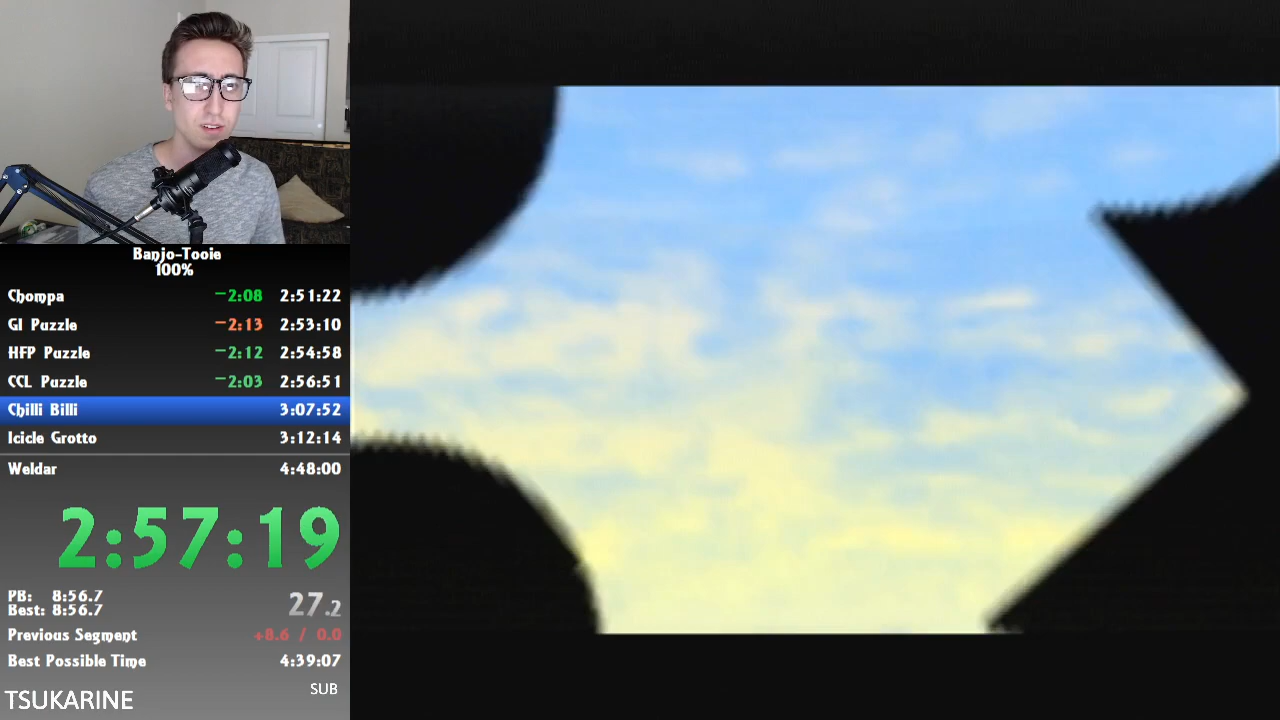 Banjo-Tooie
100%
Chompa −2:08 2:51:22
GI Puzzle −2:13 2:53:10
HFP Puzzle −2:12 2:54:58
CCL Puzzle −2:03 2:56:51
Chilli Billi 3:07:52
Icicle Grotto 3:12:14
Weldar 4:48:00
2:57:19
PB: 8:56.7
Best: 8:56.7
27.2
Previous Segment +8.6 / 0.0
Best Possible Time 4:39:07
SUB
TSUKARINE